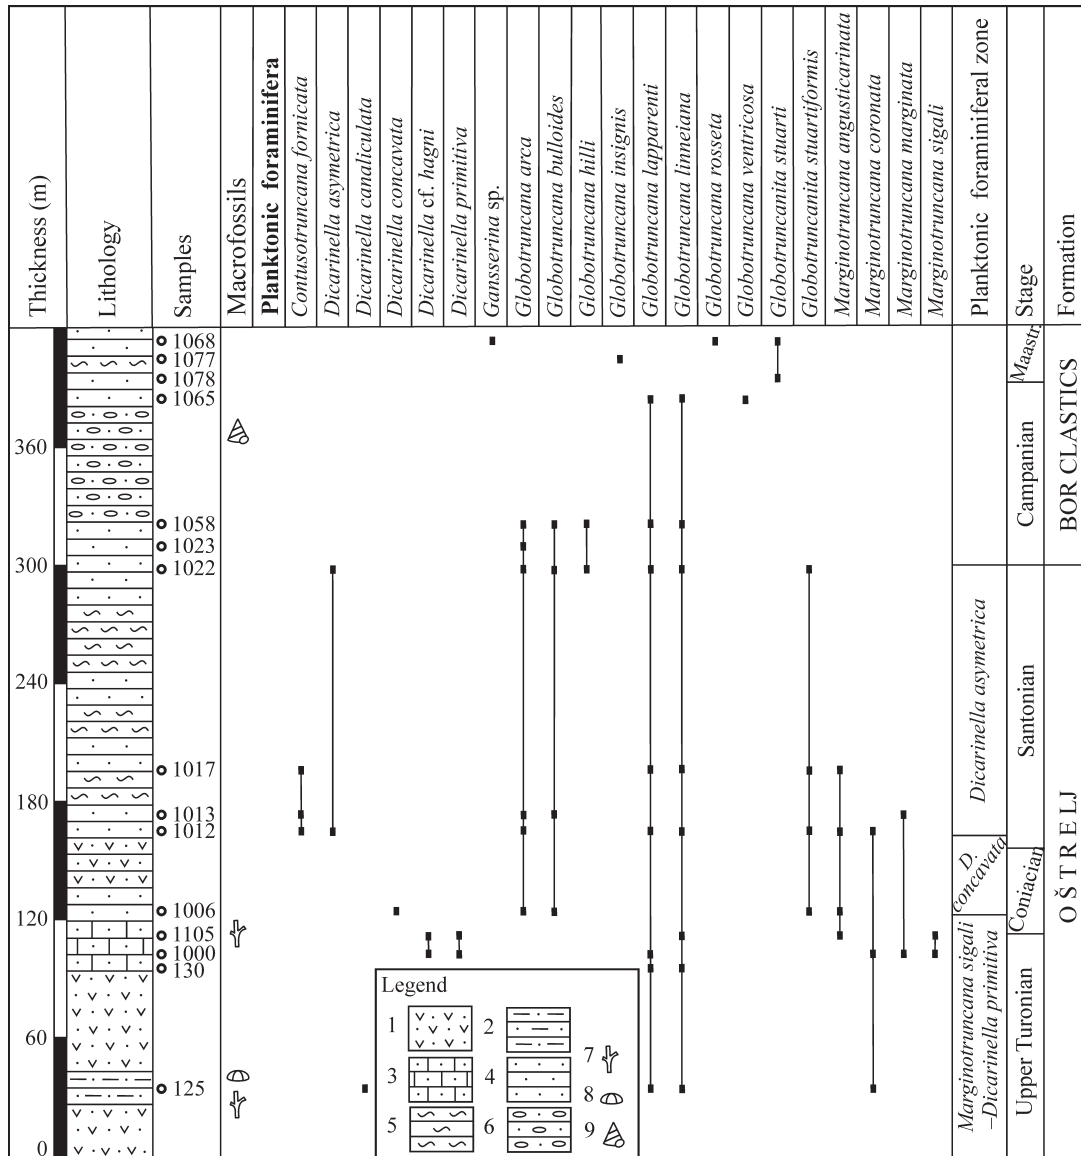 Thickness (m)
Lithology
Samples
Macrofossils
Planktonic foraminifera
Contusotruncana fornicata
Dicarinella asymetrica
Dicarinella canaliculata
Dicarinella concavata
Dicarinella cf. hagni
Dicarinella primitiva
Gansserina sp.
Globotruncana arca
Globotruncana bulloides
Globotruncana hilli
Globotruncana insignis
Globotruncana lapparenti
Globotruncana linneiana
Globotruncana rosseta
Globotruncana ventricosa
Globotruncanita stuarti
Globotruncanita stuartiformis
Marginotruncana angusticarinata
Marginotruncana coronata
Marginotruncana marginata
Marginotruncana sigali
Planktonic foraminiferal zone
Stage
Formation
360
300
240
180
120
60
0
1068
1077
1078
1065
1058
1023
1022
1017
1013
1012
1006
1105
1000
130
125
Dicarinella asymetrica
D.
concavata
Marginotruncana sigali
–Dicarinella primitiva
Maastr.
Campanian
Santonian
Coniacian
Upper Turonian
BOR CLASTICS
OŠTRELJ
Legend
1
2
3
4
5
6
7
8
9